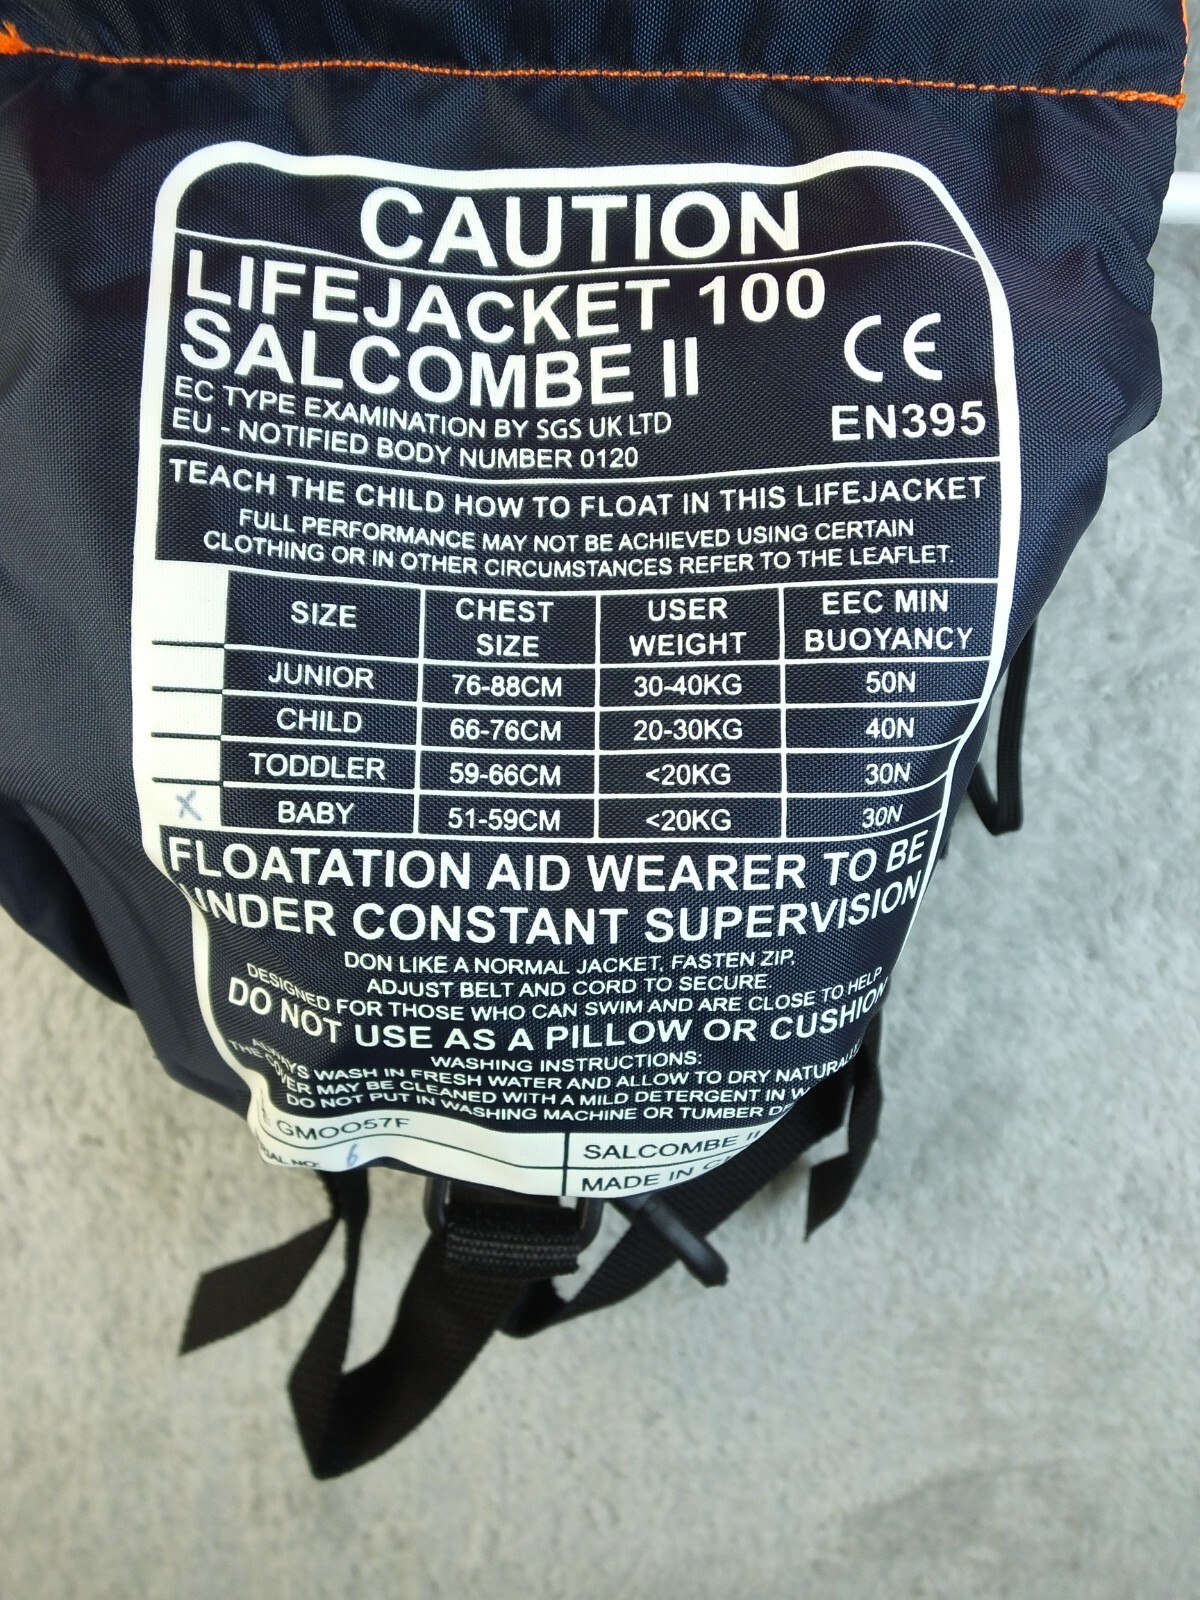 CAUTION
LIFEJACKET 100
SALCOMBE II
CE
EC TYPE EXAMINATION BY SGS UK LTD
EU - NOTIFIED BODY NUMBER 0120
EN395
TEACH THE CHILD HOW TO FLOAT IN THIS LIFEJACKET
FULL PERFORMANCE MAY NOT BE ACHIEVED USING CERTAIN
CLOTHING OR IN OTHER CIRCUMSTANCES REFER TO THE LEAFLET.
SIZE CHEST SIZE USER WEIGHT EEC MIN BUOYANCY
JUNIOR 76-88CM 30-40KG 50N
CHILD 66-76CM 20-30KG 40N
TODDLER 59-66CM <20KG 30N
X BABY 51-59CM <20KG 30N
FLOATATION AID WEARER TO BE
UNDER CONSTANT SUPERVISION
DON LIKE A NORMAL JACKET, FASTEN ZIP,
ADJUST BELT AND CORD TO SECURE.
DESIGNED FOR THOSE WHO CAN SWIM AND ARE CLOSE TO HELP
DO NOT USE AS A PILLOW OR CUSHION
WASHING INSTRUCTIONS:
ALWAYS WASH IN FRESH WATER AND ALLOW TO DRY
THE COVER MAY BE CLEANED WITH A MILD DETERGENT IN
DO NOT PUT IN WASHING MACHINE OR TUMBER
GM0057F SALCOMBE II
NO: 6 MADE IN